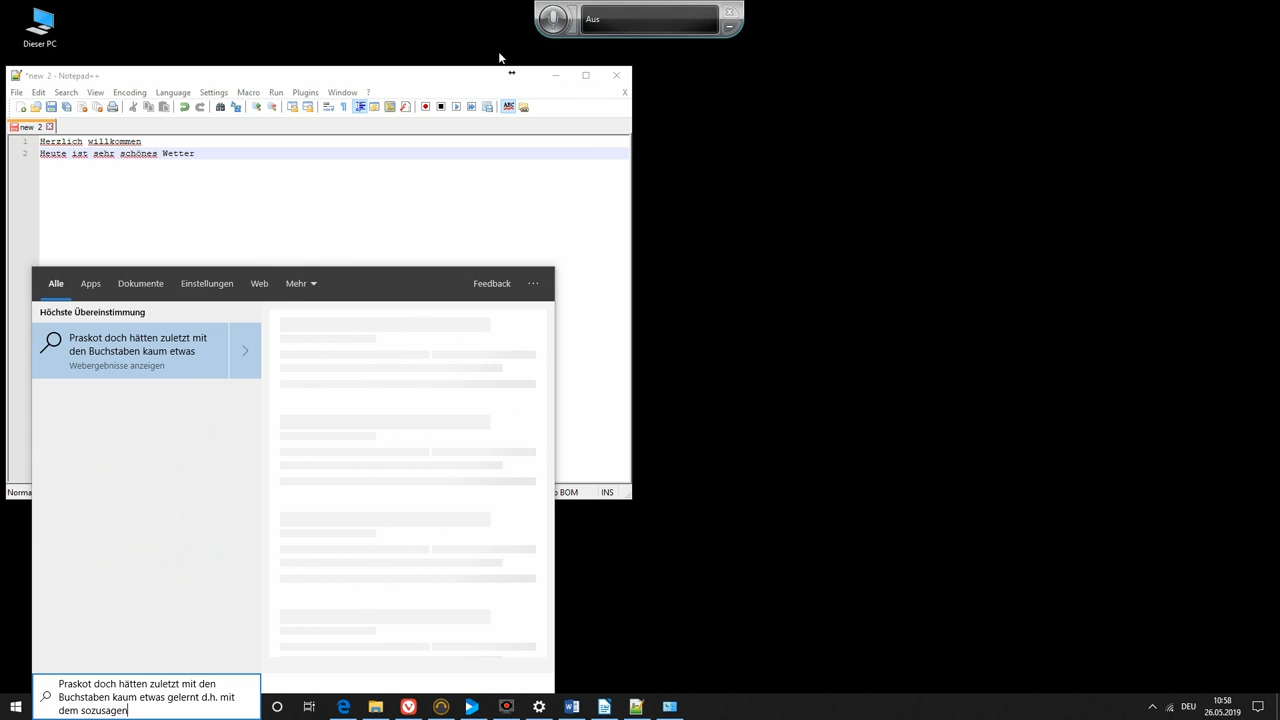 Aus
Dieser PC
*new 2 - Notepad++
File Edit Search View Encoding Language Settings Macro Run Plugins Window ? X
new 2
1 Herzlich willkommen
2 Heute ist sehr schönes Wetter
Alle Apps Dokumente Einstellungen Web Mehr Feedback ...
Höchste Übereinstimmung
Praskot doch hätten zuletzt mit
den Buchstaben kaum etwas
Webergebnisse anzeigen
Norma
o BOM INS
Praskot doch hätten zuletzt mit den
Buchstaben kaum etwas gelernt d.h. mit
dem sozusagen
DEU
10:58
26.05.2019